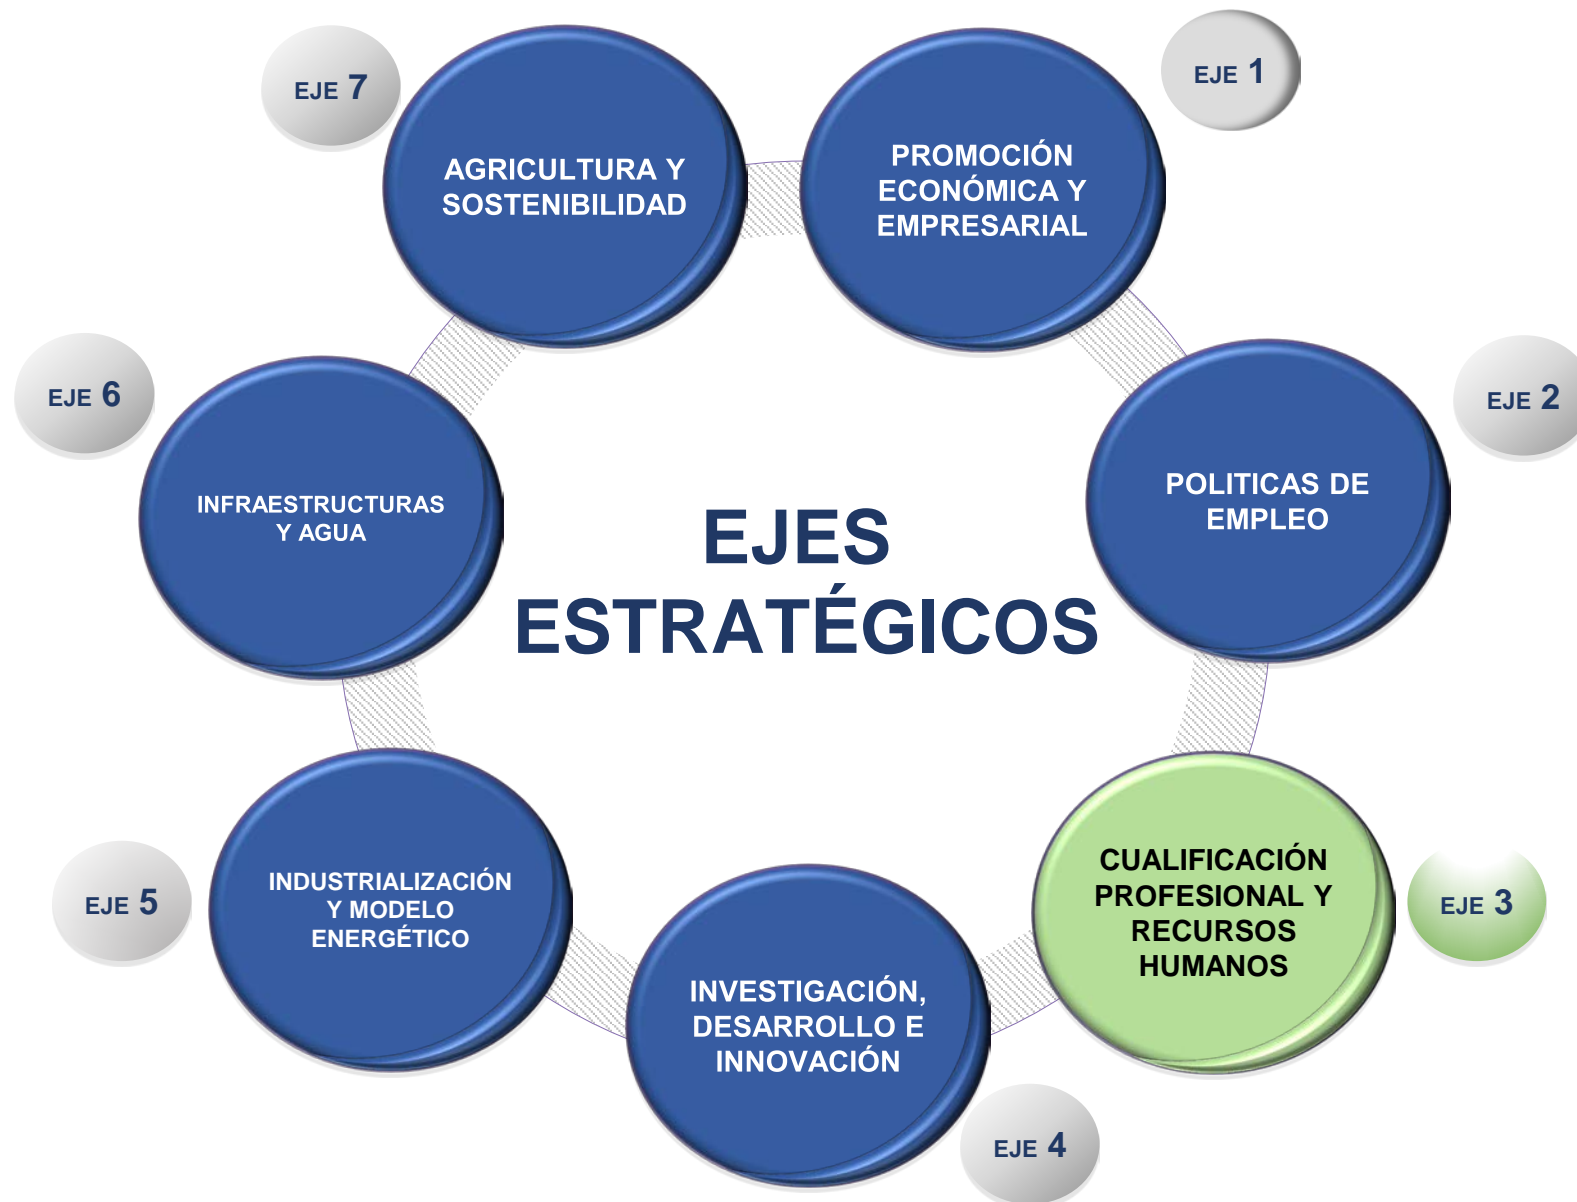 EJE 7
AGRICULTURA Y
SOSTENIBILIDAD
PROMOCIÓN
ECONÓMICA Y
EMPRESARIAL
EJE 1
EJE 6
INFRAESTRUCTURAS
Y AGUA
EJES
ESTRATÉGICOS
POLITICAS DE
EMPLEO
EJE 2
EJE 5
INDUSTRIALIZACIÓN
Y MODELO
ENERGÉTICO
INVESTIGACIÓN,
DESARROLLO E
INNOVACIÓN
EJE 4
CUALIFICACIÓN
PROFESIONAL Y
RECURSOS
HUMANOS
EJE 3